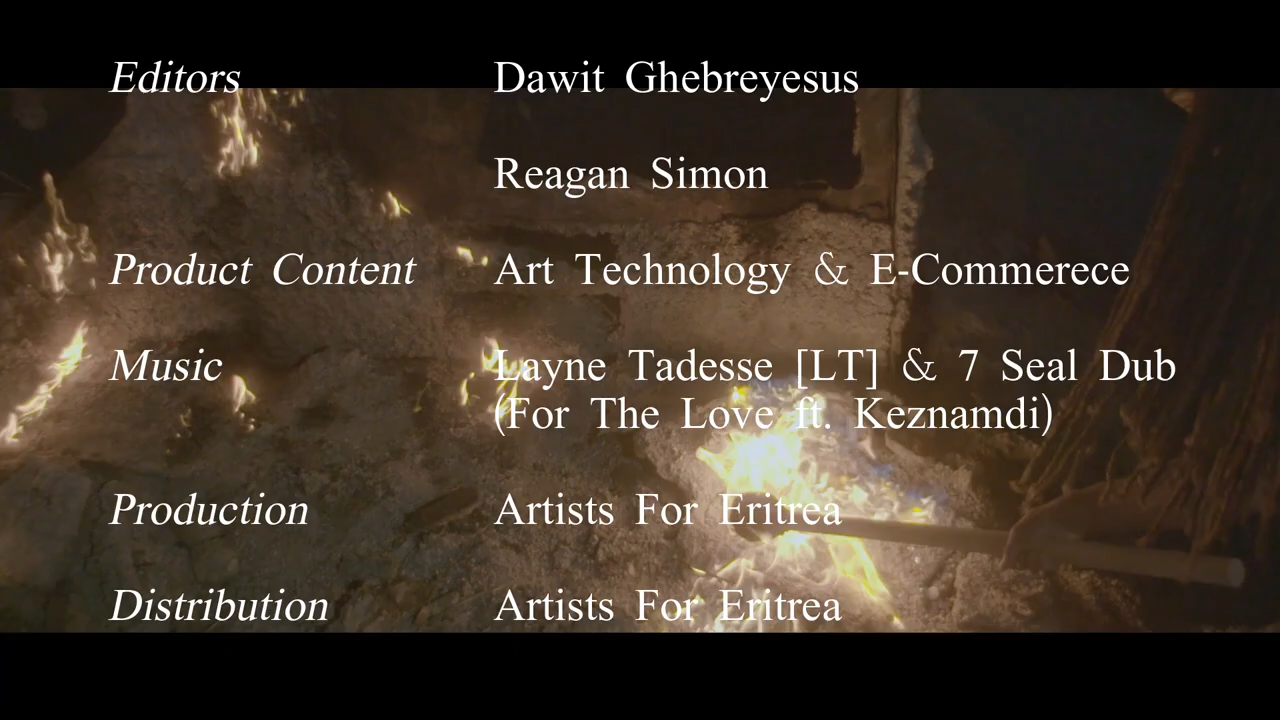 Editors Dawit Ghebreyesus
Reagan Simon
Product Content Art Technology & E-Commerece
Music Layne Tadesse [LT] & 7 Seal Dub
(For The Love ft. Keznamdi)
Production Artists For Eritrea
Distribution Artists For Eritrea